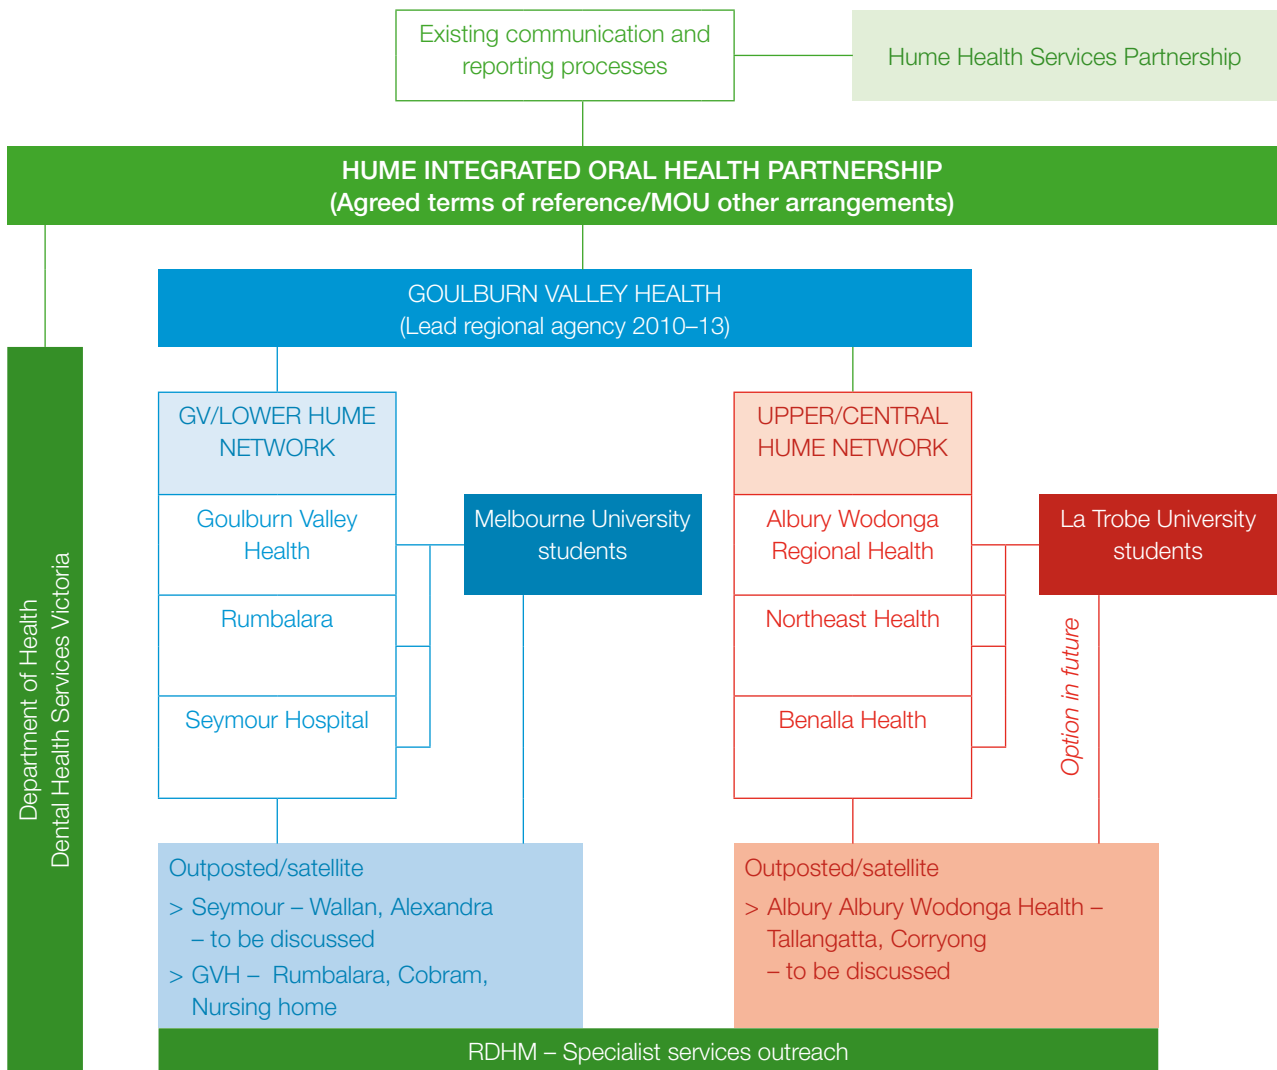 Existing communication and
reporting processes
Hume Health Services Partnership
HUME INTEGRATED ORAL HEALTH PARTNERSHIP
(Agreed terms of reference/MOU other arrangements)
GOULBURN VALLEY HEALTH
(Lead regional agency 2010–13)
Department of Health
Dental Health Services Victoria
GV/LOWER HUME
NETWORK
Goulburn Valley
Health
Rumbalara
Seymour Hospital
Melbourne University
students
UPPER/CENTRAL
HUME NETWORK
Albury Wodonga
Regional Health
Northeast Health
Benalla Health
La Trobe University
students
Option in future
Outposted/satellite
> Seymour – Wallan, Alexandra
– to be discussed
> GVH –  Rumbalara, Cobram,
Nursing home
Outposted/satellite
> Albury Albury Wodonga Health –
Tallangatta, Corryong
– to be discussed
RDHM – Specialist services outreach